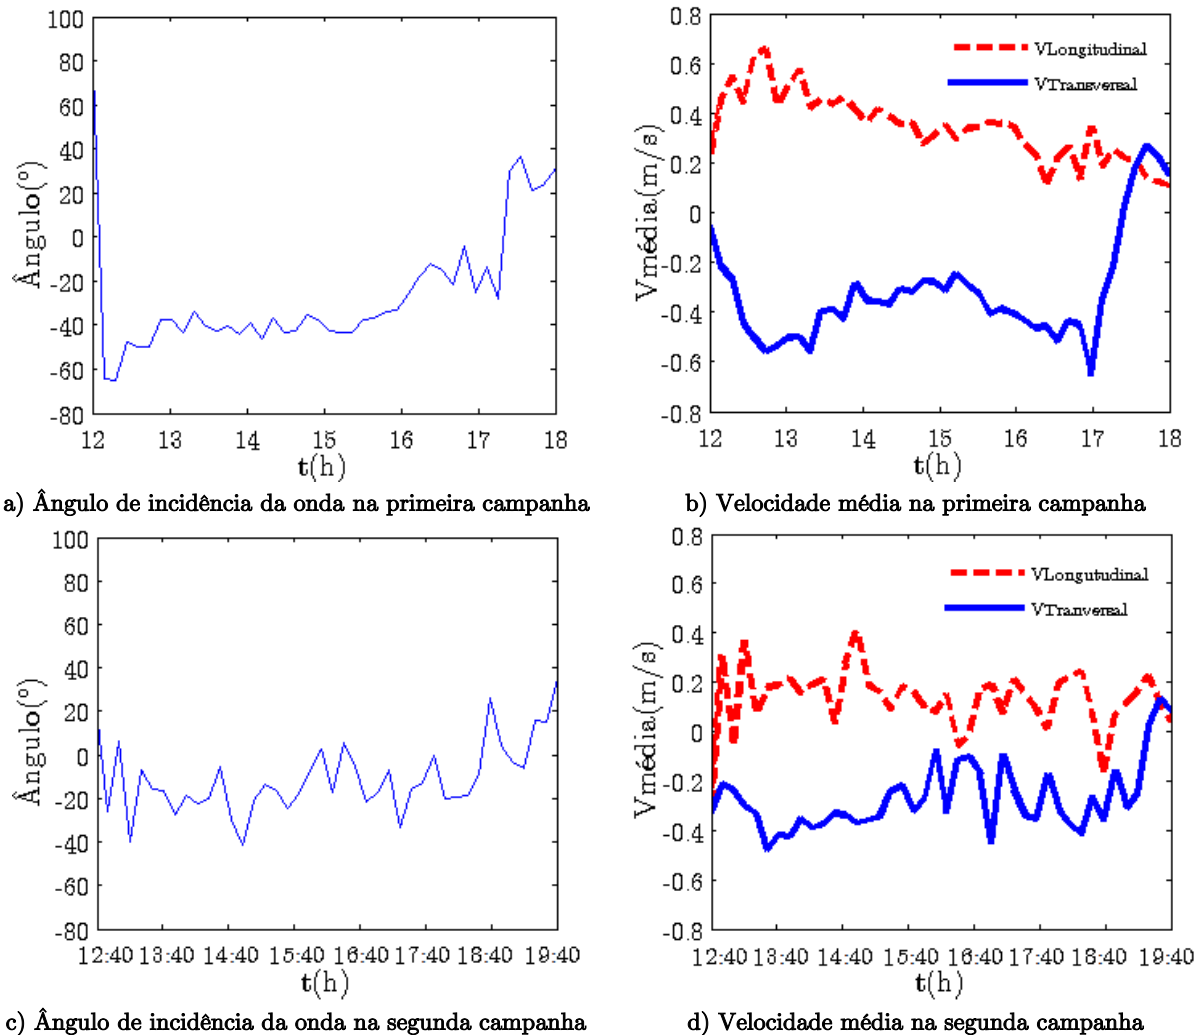 100
80
60
40
20
0
-20
-40
-60
-80
Ângulo(°)
12 13 14 15 16 17 18
t(h)
a) Ângulo de incidência da onda na primeira campanha
0.8
0.6
0.4
0.2
0
-0.2
-0.4
-0.6
-0.8
Vmédia(m/s)
VLongitudinal
VTransversal
12 13 14 15 16 17 18
t(h)
b) Velocidade média na primeira campanha
100
80
60
40
20
0
-20
-40
-60
-80
Ângulo(°)
12:40 13:40 14:40 15:40 16:40 17:40 18:40 19:40
t(h)
c) Ângulo de incidência da onda na segunda campanha
0.8
0.6
0.4
0.2
0
-0.2
-0.4
-0.6
-0.8
Vmédia(m/s)
VLongutudinal
VTranversal
12:40 13:40 14:40 15:40 16:40 17:40 18:40 19:40
t(h)
d) Velocidade média na segunda campanha